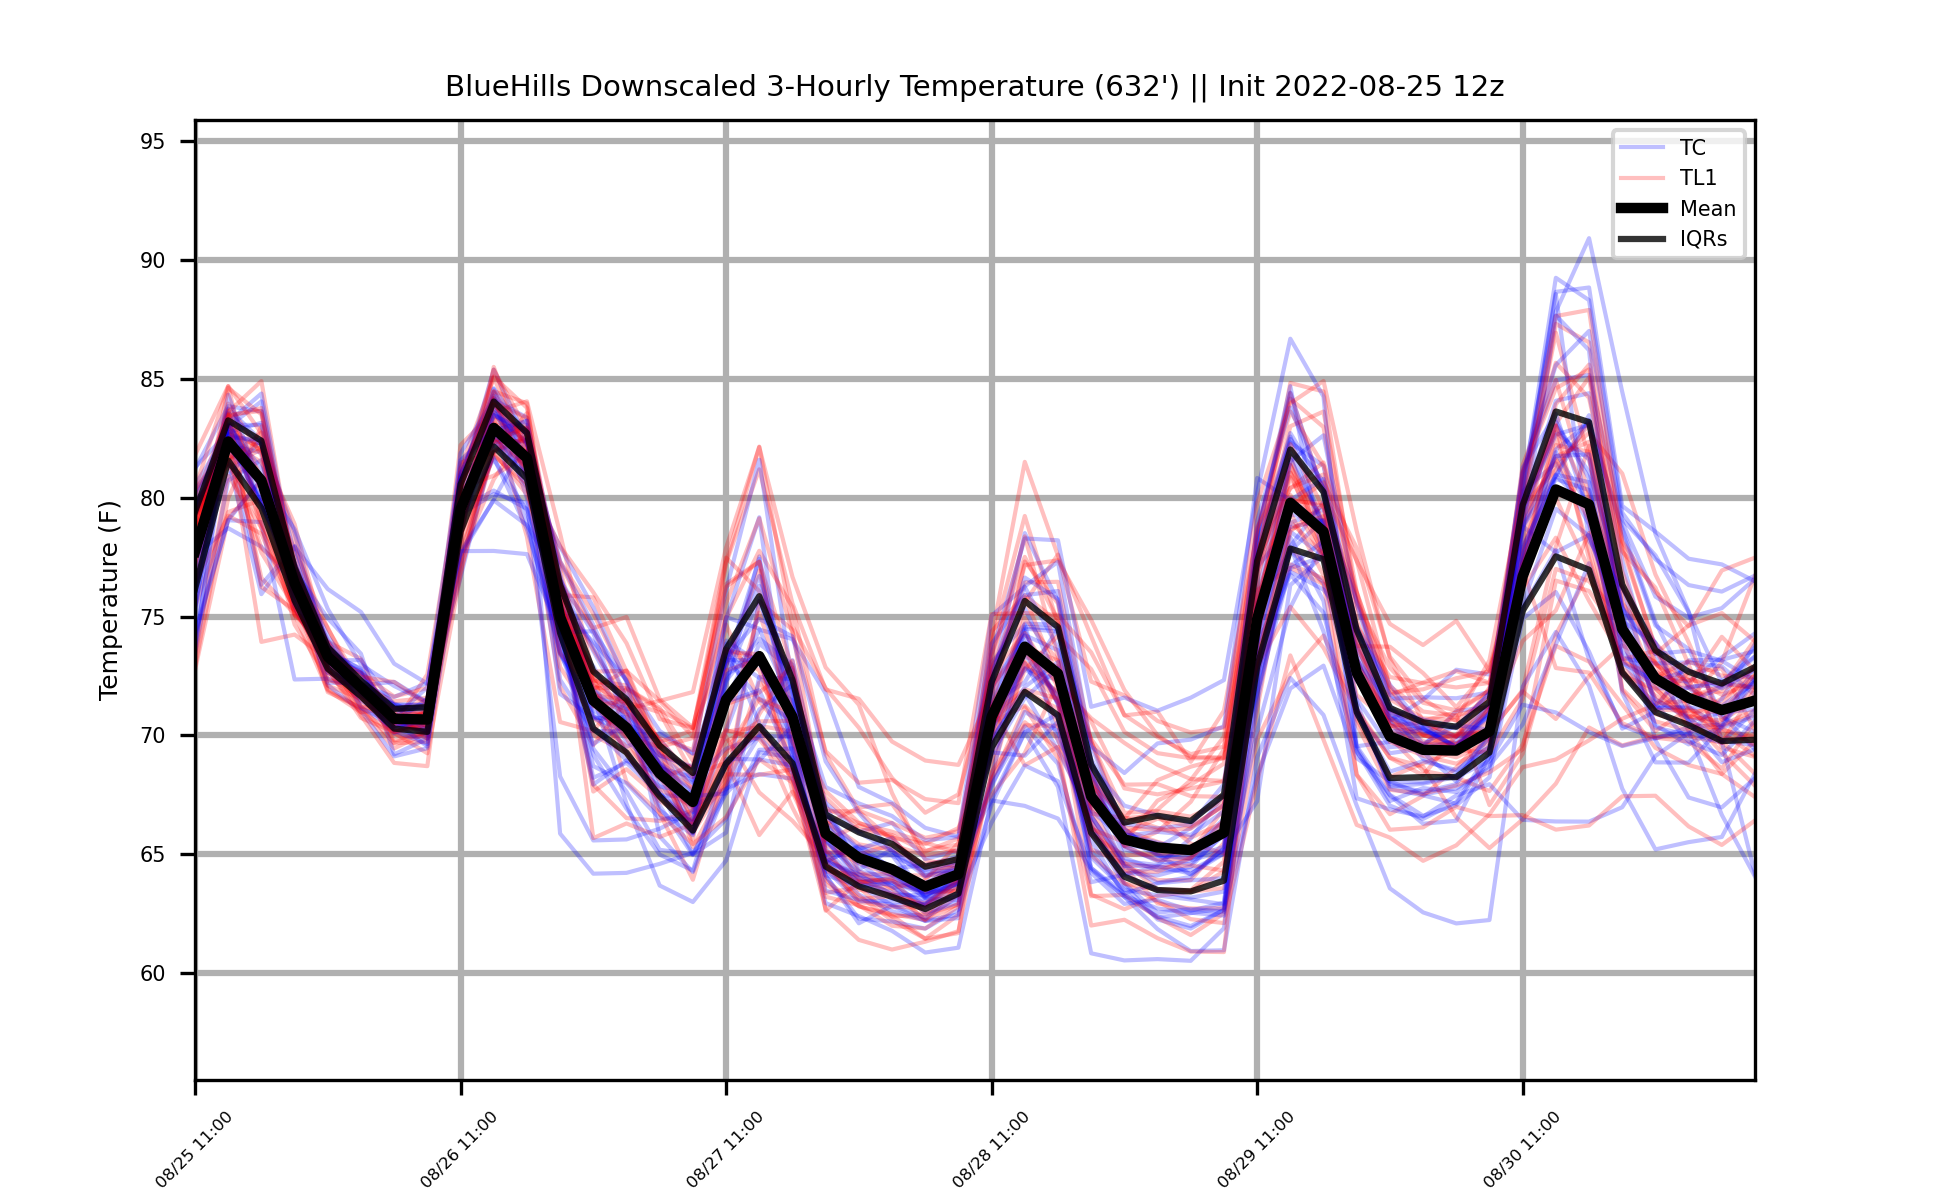 BlueHills Downscaled 3-Hourly Temperature (632') || Init 2022-08-25 12z
TC
TL1
Mean
IQRs
Temperature (F)
95
90
85
80
75
70
65
60
08/25 11:00
08/26 11:00
08/27 11:00
08/28 11:00
08/29 11:00
08/30 11:00